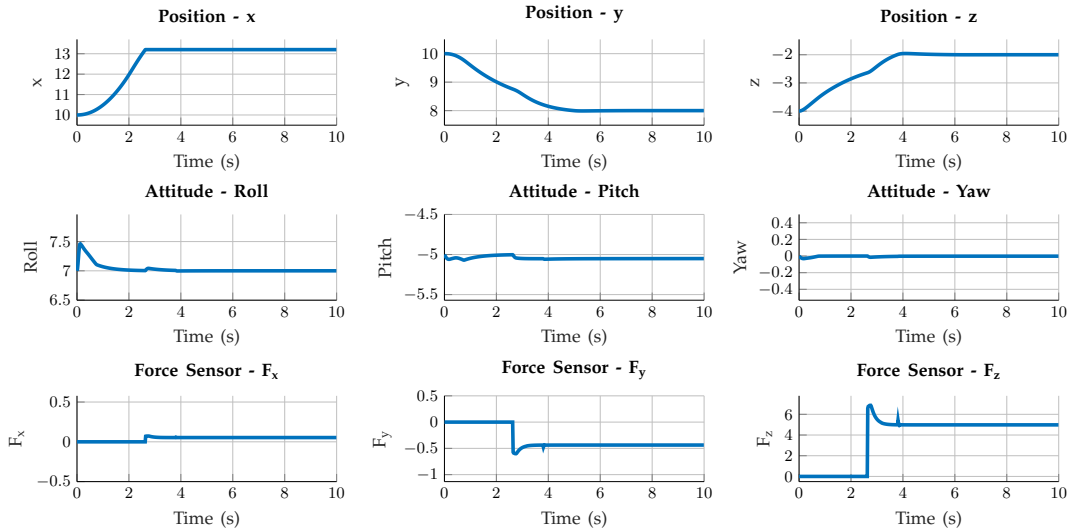 Position - x
x
13
12
11
10
0 2 4 6 8 10
Time (s)
Position - y
y
10
9
8
0 2 4 6 8 10
Time (s)
Position - z
z
−2
−3
−4
0 2 4 6 8 10
Time (s)
Attitude - Roll
Roll
7.5
7
6.5
0 2 4 6 8 10
Time (s)
Attitude - Pitch
Pitch
−4.5
−5
−5.5
0 2 4 6 8 10
Time (s)
Attitude - Yaw
Yaw
0.4
0.2
0
−0.2
−0.4
0 2 4 6 8 10
Time (s)
Force Sensor - Fₓ
Fₓ
0.5
0
−0.5
0 2 4 6 8 10
Time (s)
Force Sensor - F_y
F_y
0.5
0
−0.5
−1
0 2 4 6 8 10
Time (s)
Force Sensor - F_z
F_z
6
4
2
0
0 2 4 6 8 10
Time (s)